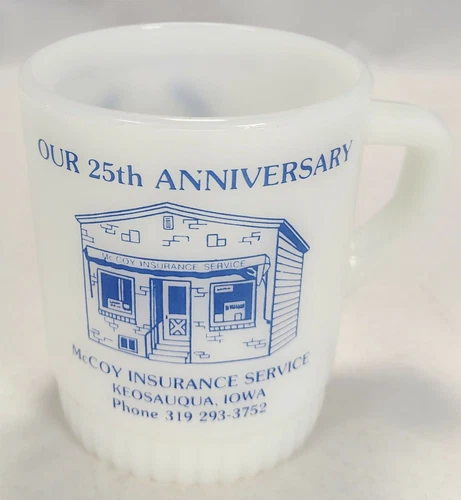 OUR 25th ANNIVERSARY
McCOY INSURANCE SERVICE
McCOY INSURANCE SERVICE
KEOSAUQUA, IOWA
Phone 319 293-3752